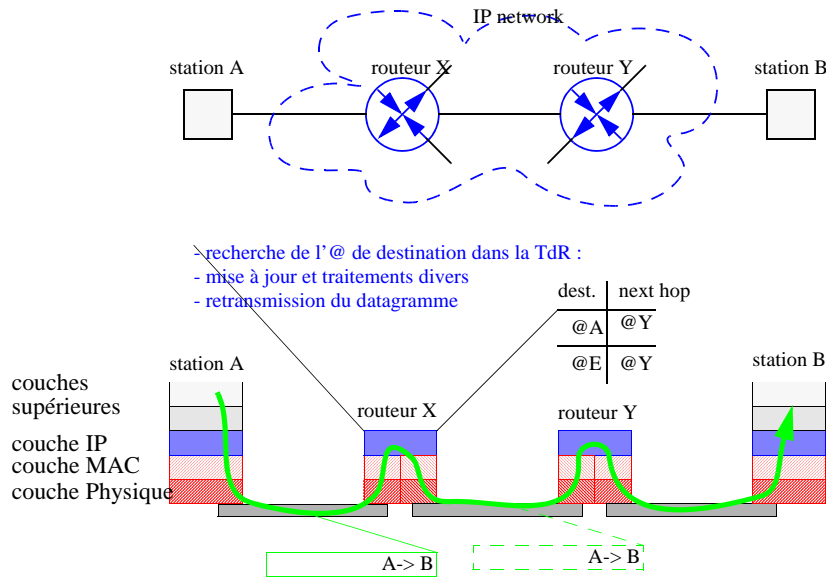 IP network
station A
routeur X
routeur Y
station B
- recherche de l'@ de destination dans la TdR :
- mise à jour et traitements divers
- retransmission du datagramme
dest. next hop
@A @Y
@E @Y
station A
station B
couches
supérieures
routeur X
routeur Y
couche IP
couche MAC
couche Physique
A-> B
A-> B